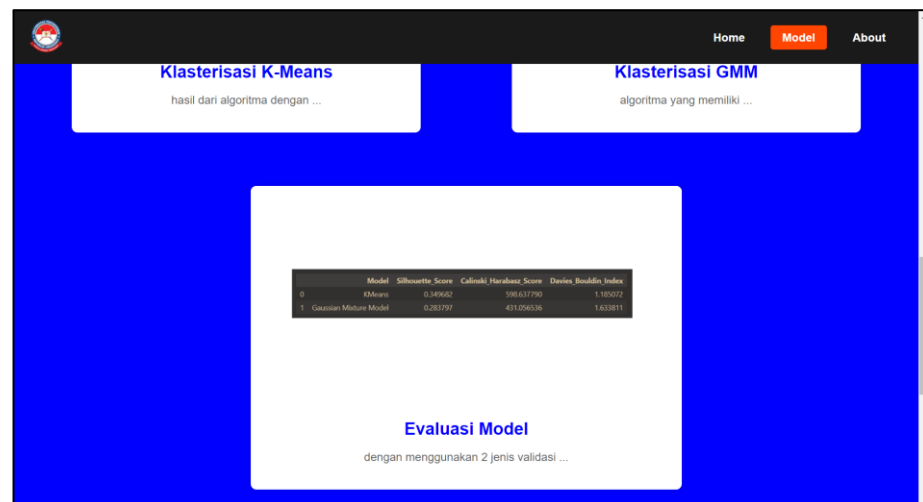 Home Model About
Klasterisasi K-Means
hasil dari algoritma dengan ...
Klasterisasi GMM
algoritma yang memiliki ...
Model Silhouette_Score Calinski_Harabasz_Score Davies_Bouldin_Index
0 KMeans 0.349682 598.637790 1.185072
1 Gaussian Mixture Model 0.283797 431.056536 1.633811
Evaluasi Model
dengan menggunakan 2 jenis validasi ...